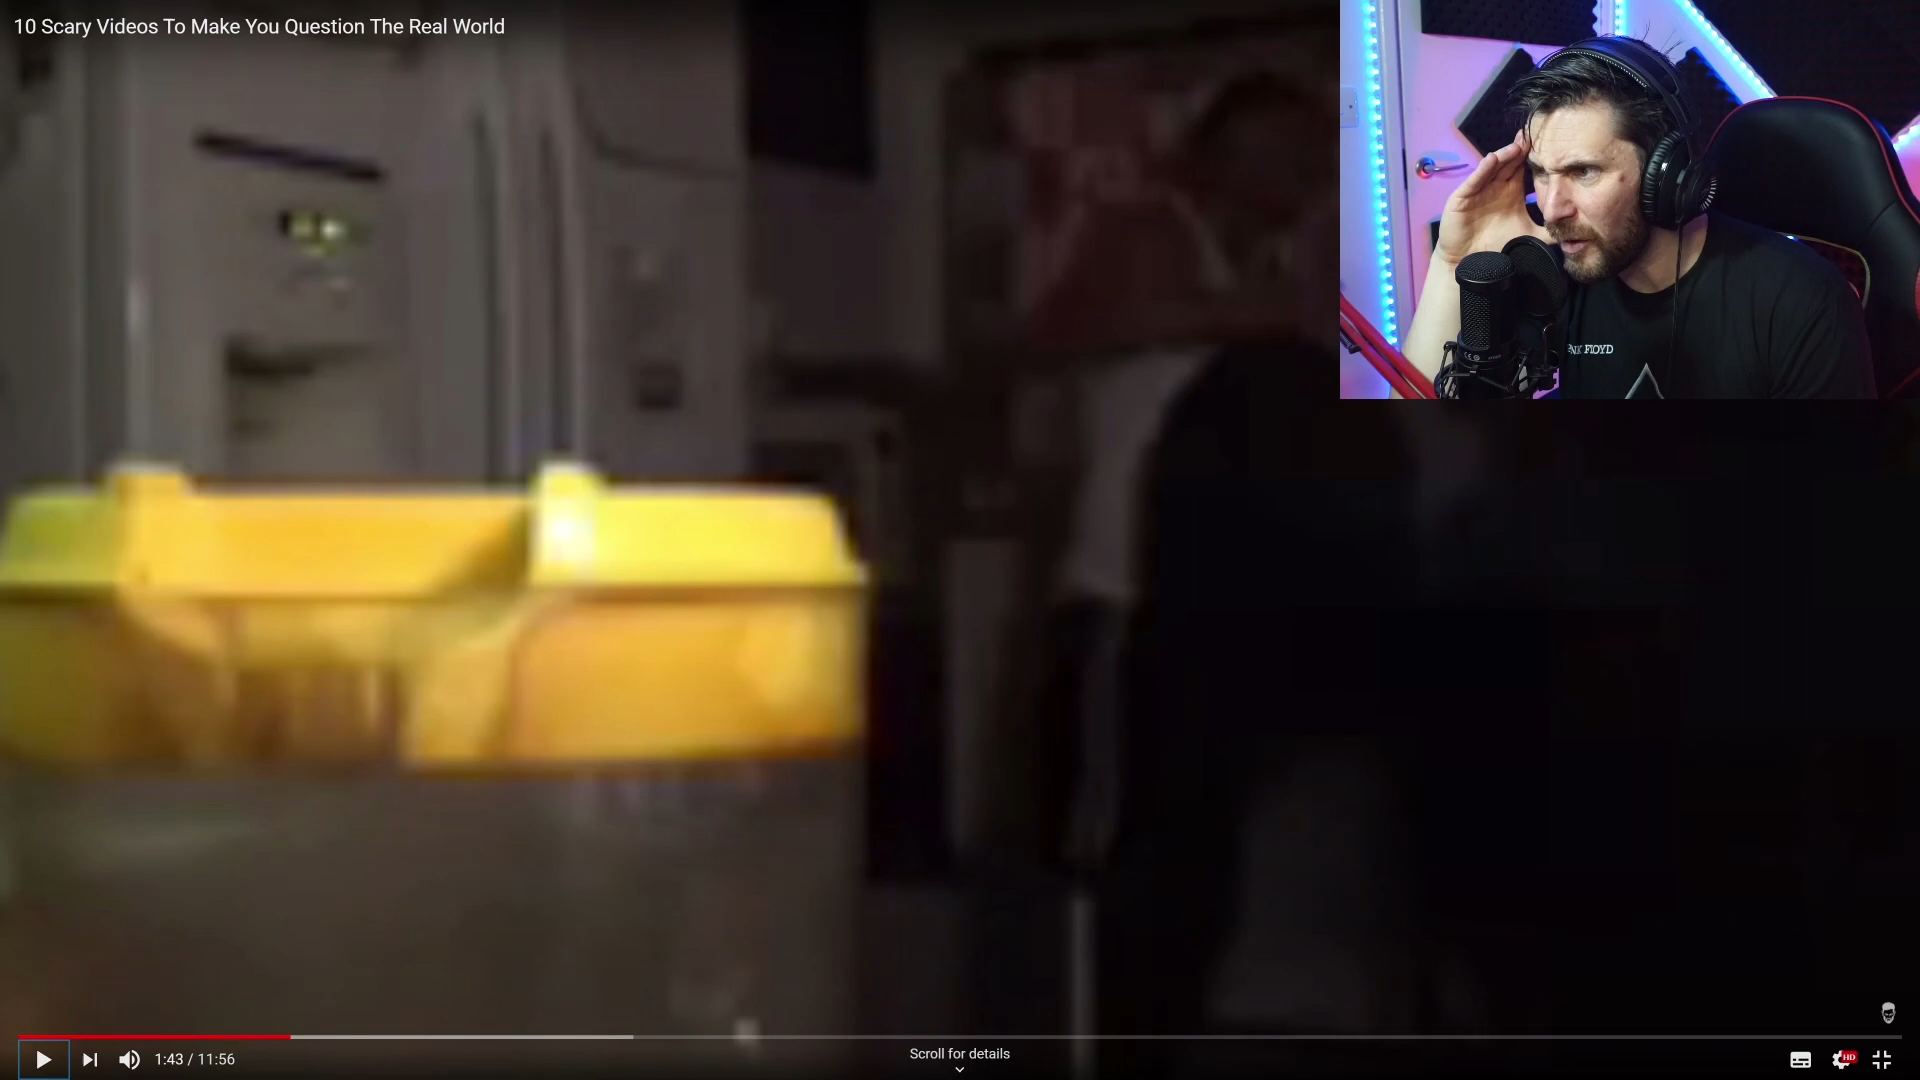 10 Scary Videos To Make You Question The Real World
PINK FLOYD
1:43 / 11:56
Scroll for details
HD